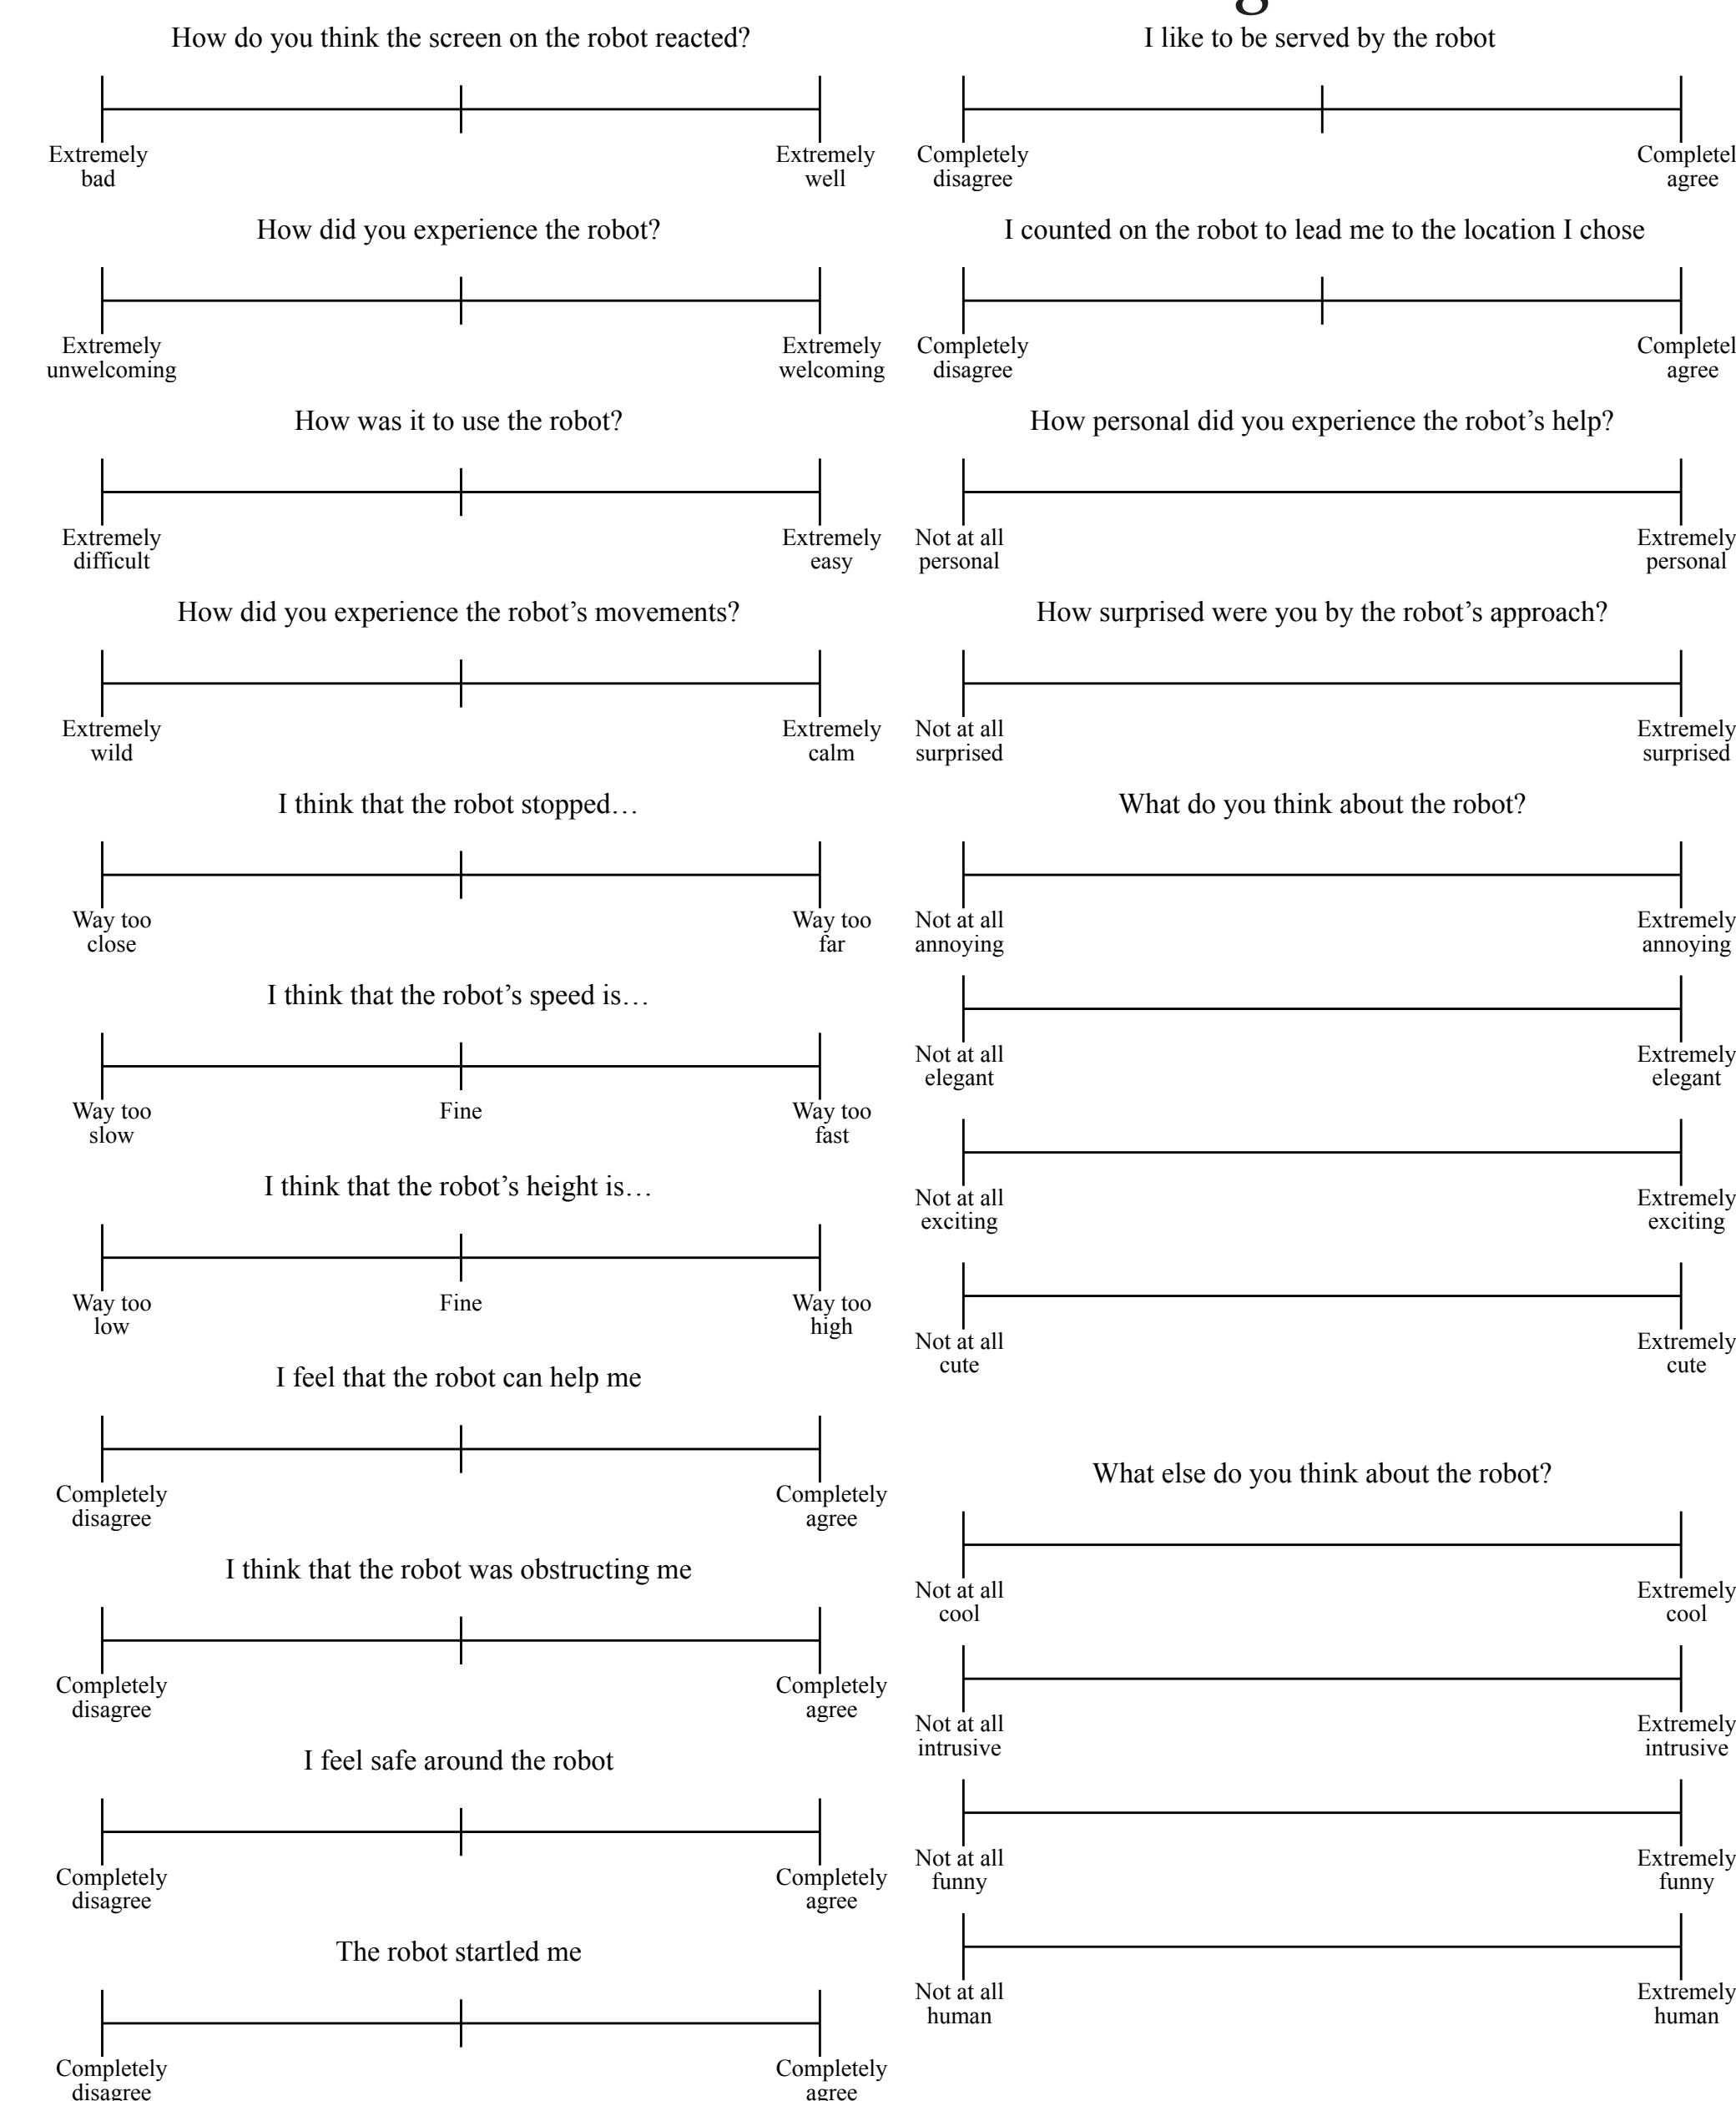 How do you think the screen on the robot reacted?
Extremely Extremely
bad well
How did you experience the robot?
Extremely Extremely
unwelcoming welcoming
How was it to use the robot?
Extremely Extremely
difficult easy
How did you experience the robot’s movements?
Extremely Extremely
wild calm
I think that the robot stopped…
Way too Way too
close far
I think that the robot’s speed is…
Way too Fine Way too
slow fast
I think that the robot’s height is…
Way too Fine Way too
low high
I feel that the robot can help me
Completely Completely
disagree agree
I think that the robot was obstructing me
Completely Completely
disagree agree
I feel safe around the robot
Completely Completely
disagree agree
The robot startled me
Completely Completely
disagree agree
I like to be served by the robot
Completely Completel
disagree agree
I counted on the robot to lead me to the location I chose
Completely Completel
disagree agree
How personal did you experience the robot’s help?
Not at all Extremely
personal personal
How surprised were you by the robot’s approach?
Not at all Extremely
surprised surprised
What do you think about the robot?
Not at all Extremely
annoying annoying
Not at all Extremely
elegant elegant
Not at all Extremely
exciting exciting
Not at all Extremely
cute cute
What else do you think about the robot?
Not at all Extremely
cool cool
Not at all Extremely
intrusive intrusive
Not at all Extremely
funny funny
Not at all Extremely
human human